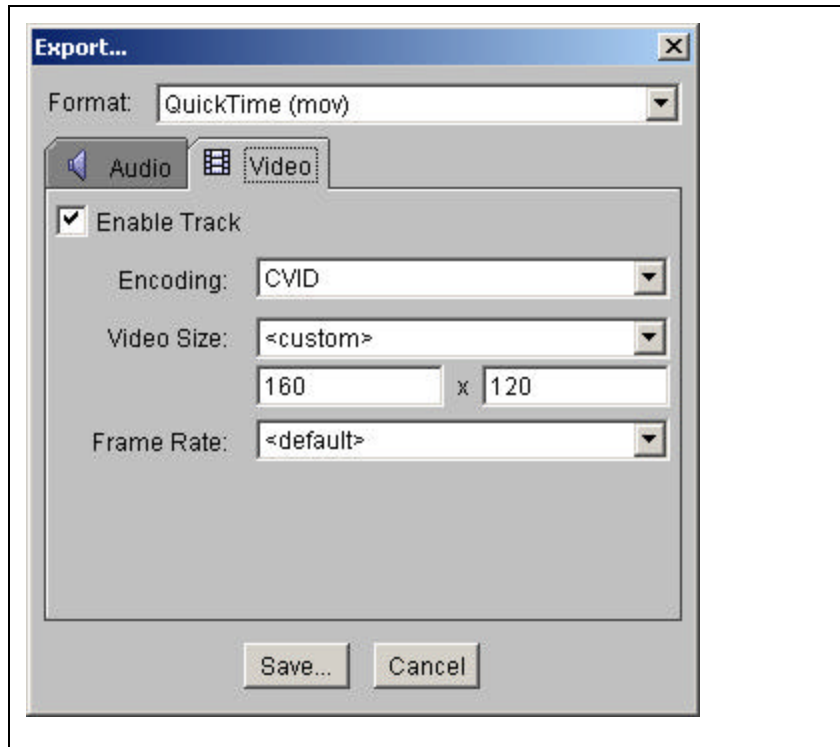 Export...
Format: QuickTime (mov)
Audio Video
Enable Track
Encoding: CVID
Video Size: <custom>
160 x 120
Frame Rate: <default>
Save... Cancel